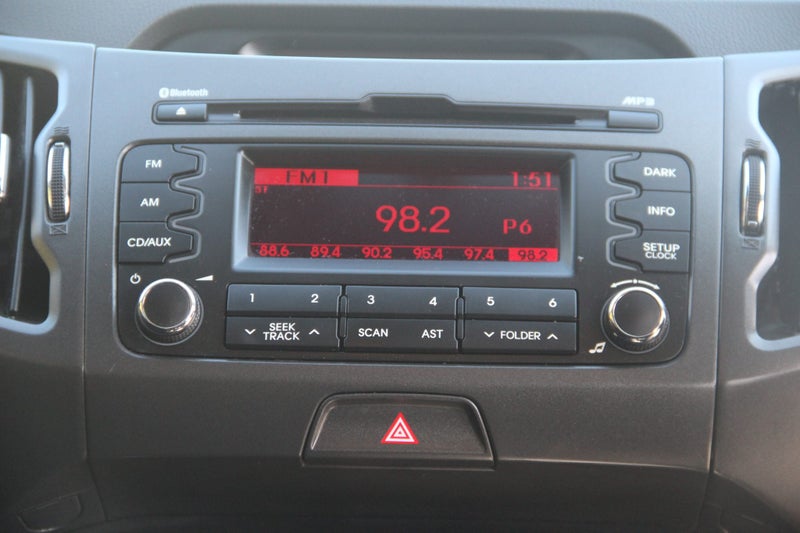 Bluetooth
MP3
FM
AM
CD/AUX
FM1 1:51
ST
98.2 P6
88.6 89.4 90.2 95.4 97.4 98.2
DARK
INFO
SETUP
CLOCK
1 2 3 4 5 6
SEEK
TRACK
SCAN AST FOLDER